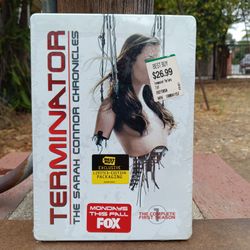 TERMINATOR
THE SARAH CONNOR CHRONICLES
BEST BUY
$26.99
BEST BUY
EXCLUSIVE
LIMITED-EDITION
PACKAGING
MONDAYS
THIS FALL
FOX
1
THE COMPLETE
FIRST SEASON